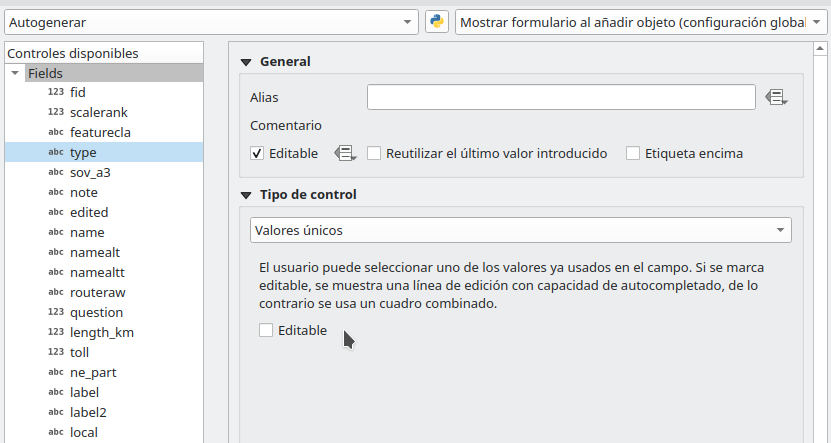 Autogenerar
Mostrar formulario al añadir objeto (configuración global
Controles disponibles
Fields
123 fid
123 scalerank
abc featurecla
abc type
abc sov_a3
abc note
abc edited
abc name
abc namealt
abc namealtt
abc routeraw
123 question
123 length_km
123 toll
abc ne_part
abc label
abc label2
abc local
General
Alias
Comentario
Editable
Reutilizar el último valor introducido
Etiqueta encima
Tipo de control
Valores únicos
El usuario puede seleccionar uno de los valores ya usados en el campo. Si se marca
editable, se muestra una línea de edición con capacidad de autocompletado, de lo
contrario se usa un cuadro combinado.
Editable